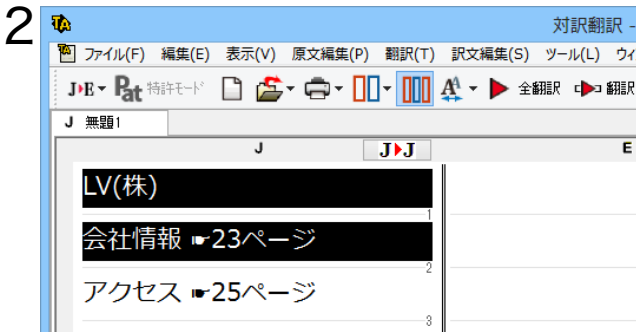 2
TA 対訳翻訳 -
ファイル(F) 編集(E) 表示(V) 原文編集(P) 翻訳(T) 訳文編集(S) ツール(L) ウィ
J▸E Pat 特許モード A A 全翻訳 翻訳
J 無題1
J J▸J E
LV(株)
1
会社情報 ☛23ページ
2
アクセス ☛25ページ
3